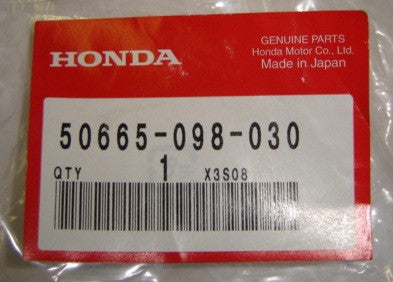 HONDA
GENUINE PARTS
Honda Motor Co., Ltd.
Made in Japan
50665-098-030
QTY 1 X3S08